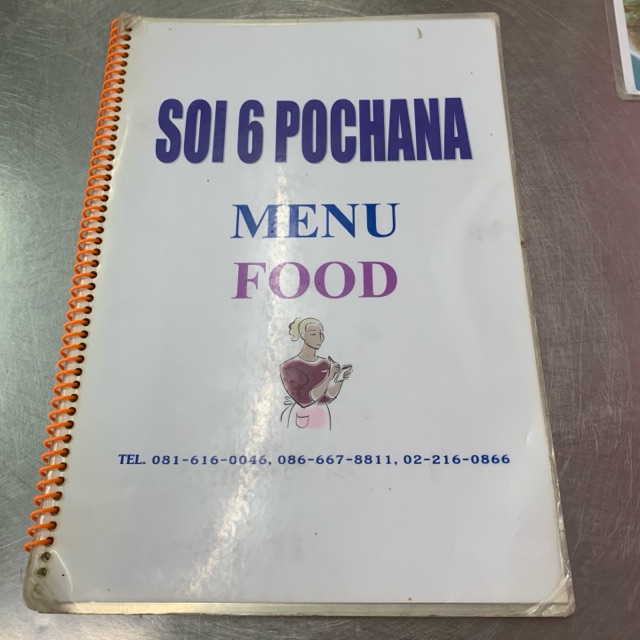 SOI 6 POCHANA
MENU
FOOD
TEL. 081-616-0046, 086-667-8811, 02-216-0866